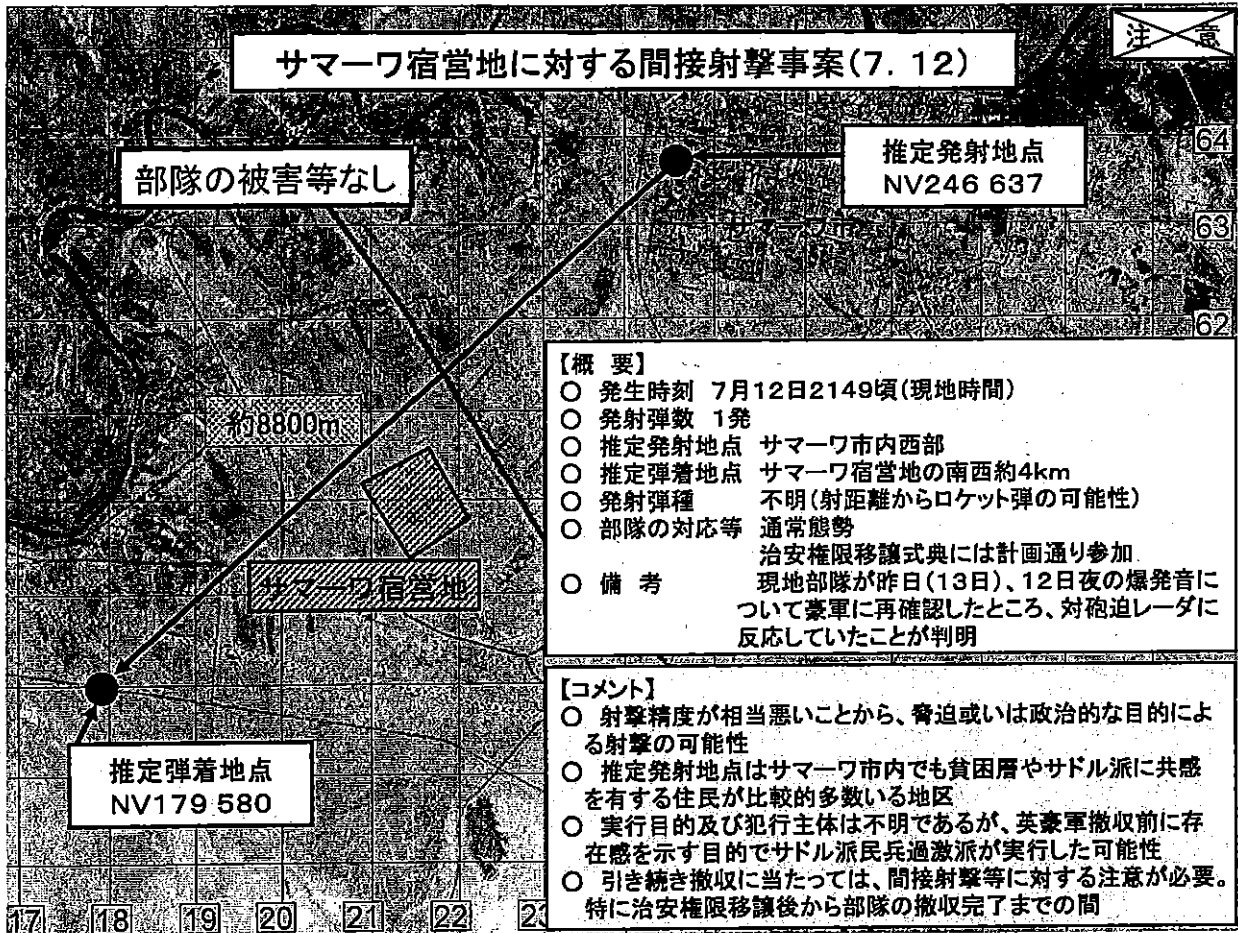 注意
サマーワ宿営地に対する間接射撃事案(7.12)
部隊の被害等なし
推定発射地点
NV246 637
64
サマーワ市
63
62
約8800m
サマーワ宿営地
推定弾着地点
NV179 580
17 18 19 20 21 22 23
【概 要】
○ 発生時刻 7月12日2149頃(現地時間)
○ 発射弾数 1発
○ 推定発射地点 サマーワ市内西部
○ 推定弾着地点 サマーワ宿営地の南西約4km
○ 発射弾種 不明(射距離からロケット弾の可能性)
○ 部隊の対応等 通常態勢
治安権限移譲式典には計画通り参加
○ 備 考 現地部隊が昨日(13日)、12日夜の爆発音に
ついて豪軍に再確認したところ、対砲迫レーダに
反応していたことが判明
【コメント】
○ 射撃精度が相当悪いことから、脅迫或いは政治的な目的によ
る射撃の可能性
○ 推定発射地点はサマーワ市内でも貧困層やサドル派に共感
を有する住民が比較的多数いる地区
○ 実行目的及び犯行主体は不明であるが、英豪軍撤収前に存
在感を示す目的でサドル派民兵過激派が実行した可能性
○ 引き続き撤収に当たっては、間接射撃等に対する注意が必要。
特に治安権限移譲後から部隊の撤収完了までの間